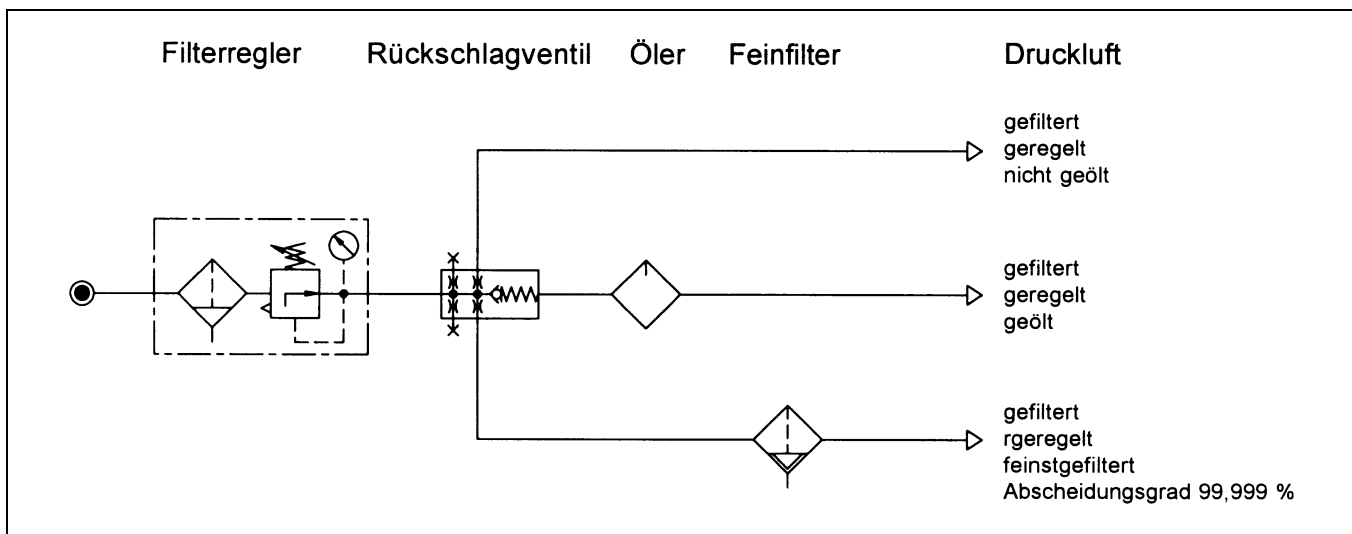 Filterregler Rückschlagventil Öler Feinfilter Druckluft
gefiltert
geregelt
nicht geölt
gefiltert
geregelt
geölt
gefiltert
rgeregelt
feinstgefiltert
Abscheidungsgrad 99,999 %